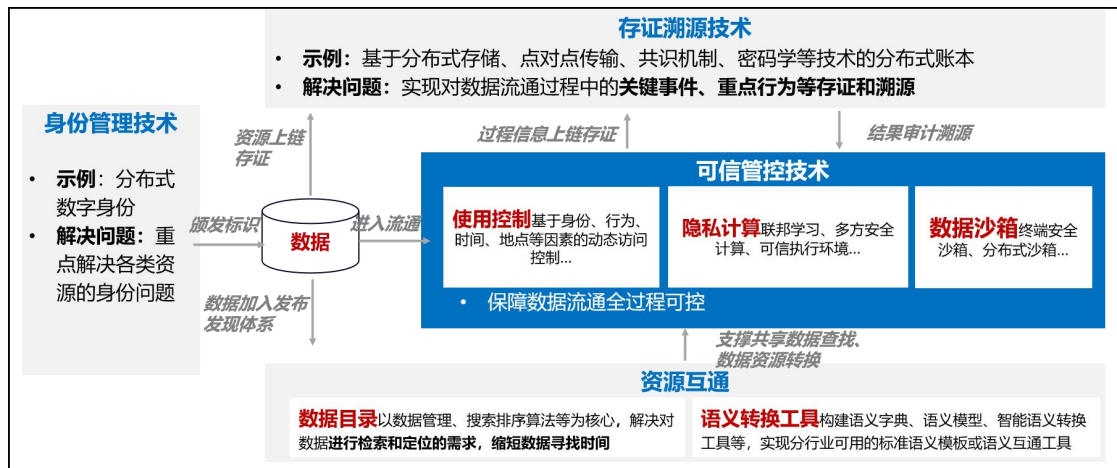 存证溯源技术
• 示例：基于分布式存储、点对点传输、共识机制、密码学等技术的分布式账本
• 解决问题：实现对数据流通过程中的关键事件、重点行为等存证和溯源
身份管理技术
• 示例：分布式
数字身份
• 解决问题：重
点解决各类资
源的身份问题
资源上链
存证
过程信息上链存证
结果审计溯源
颁发标识
数据
进入流通
数据加入发布
发现体系
可信管控技术
使用控制基于身份、行为、
时间、地点等因素的动态访问
控制...
隐私计算联邦学习、多方安全
计算、可信执行环境...
数据沙箱终端安全
沙箱、分布式沙箱...
• 保障数据流通全过程可控
支撑共享数据查找、
数据资源转换
资源互通
数据目录以数据管理、搜索排序算法等为核心，解决对
数据进行检索和定位的需求，缩短数据寻找时间
语义转换工具构建语义字典、语义模型、智能语义转换
工具等，实现分行业可用的标准语义模板或语义互通工具